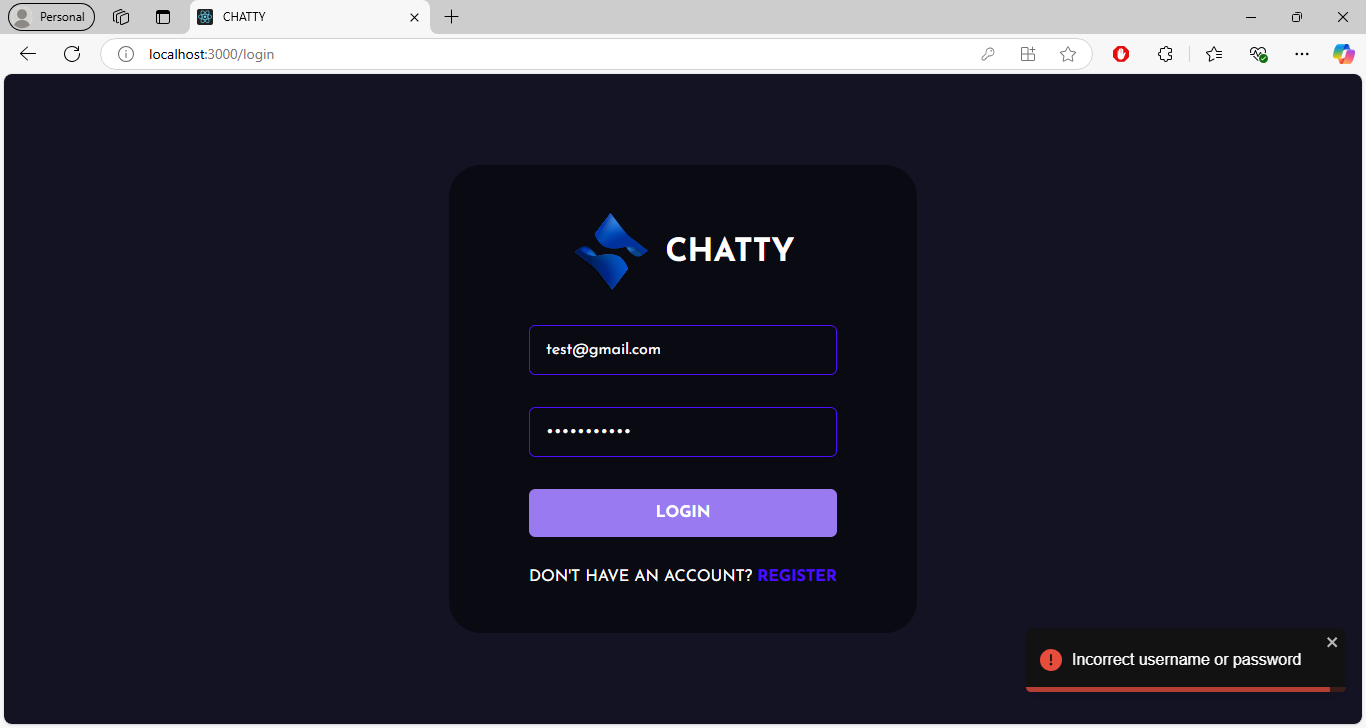 Personal
CHATTY
localhost:3000/login
CHATTY
test@gmail.com
•••••••••••
LOGIN
DON'T HAVE AN ACCOUNT? REGISTER
Incorrect username or password